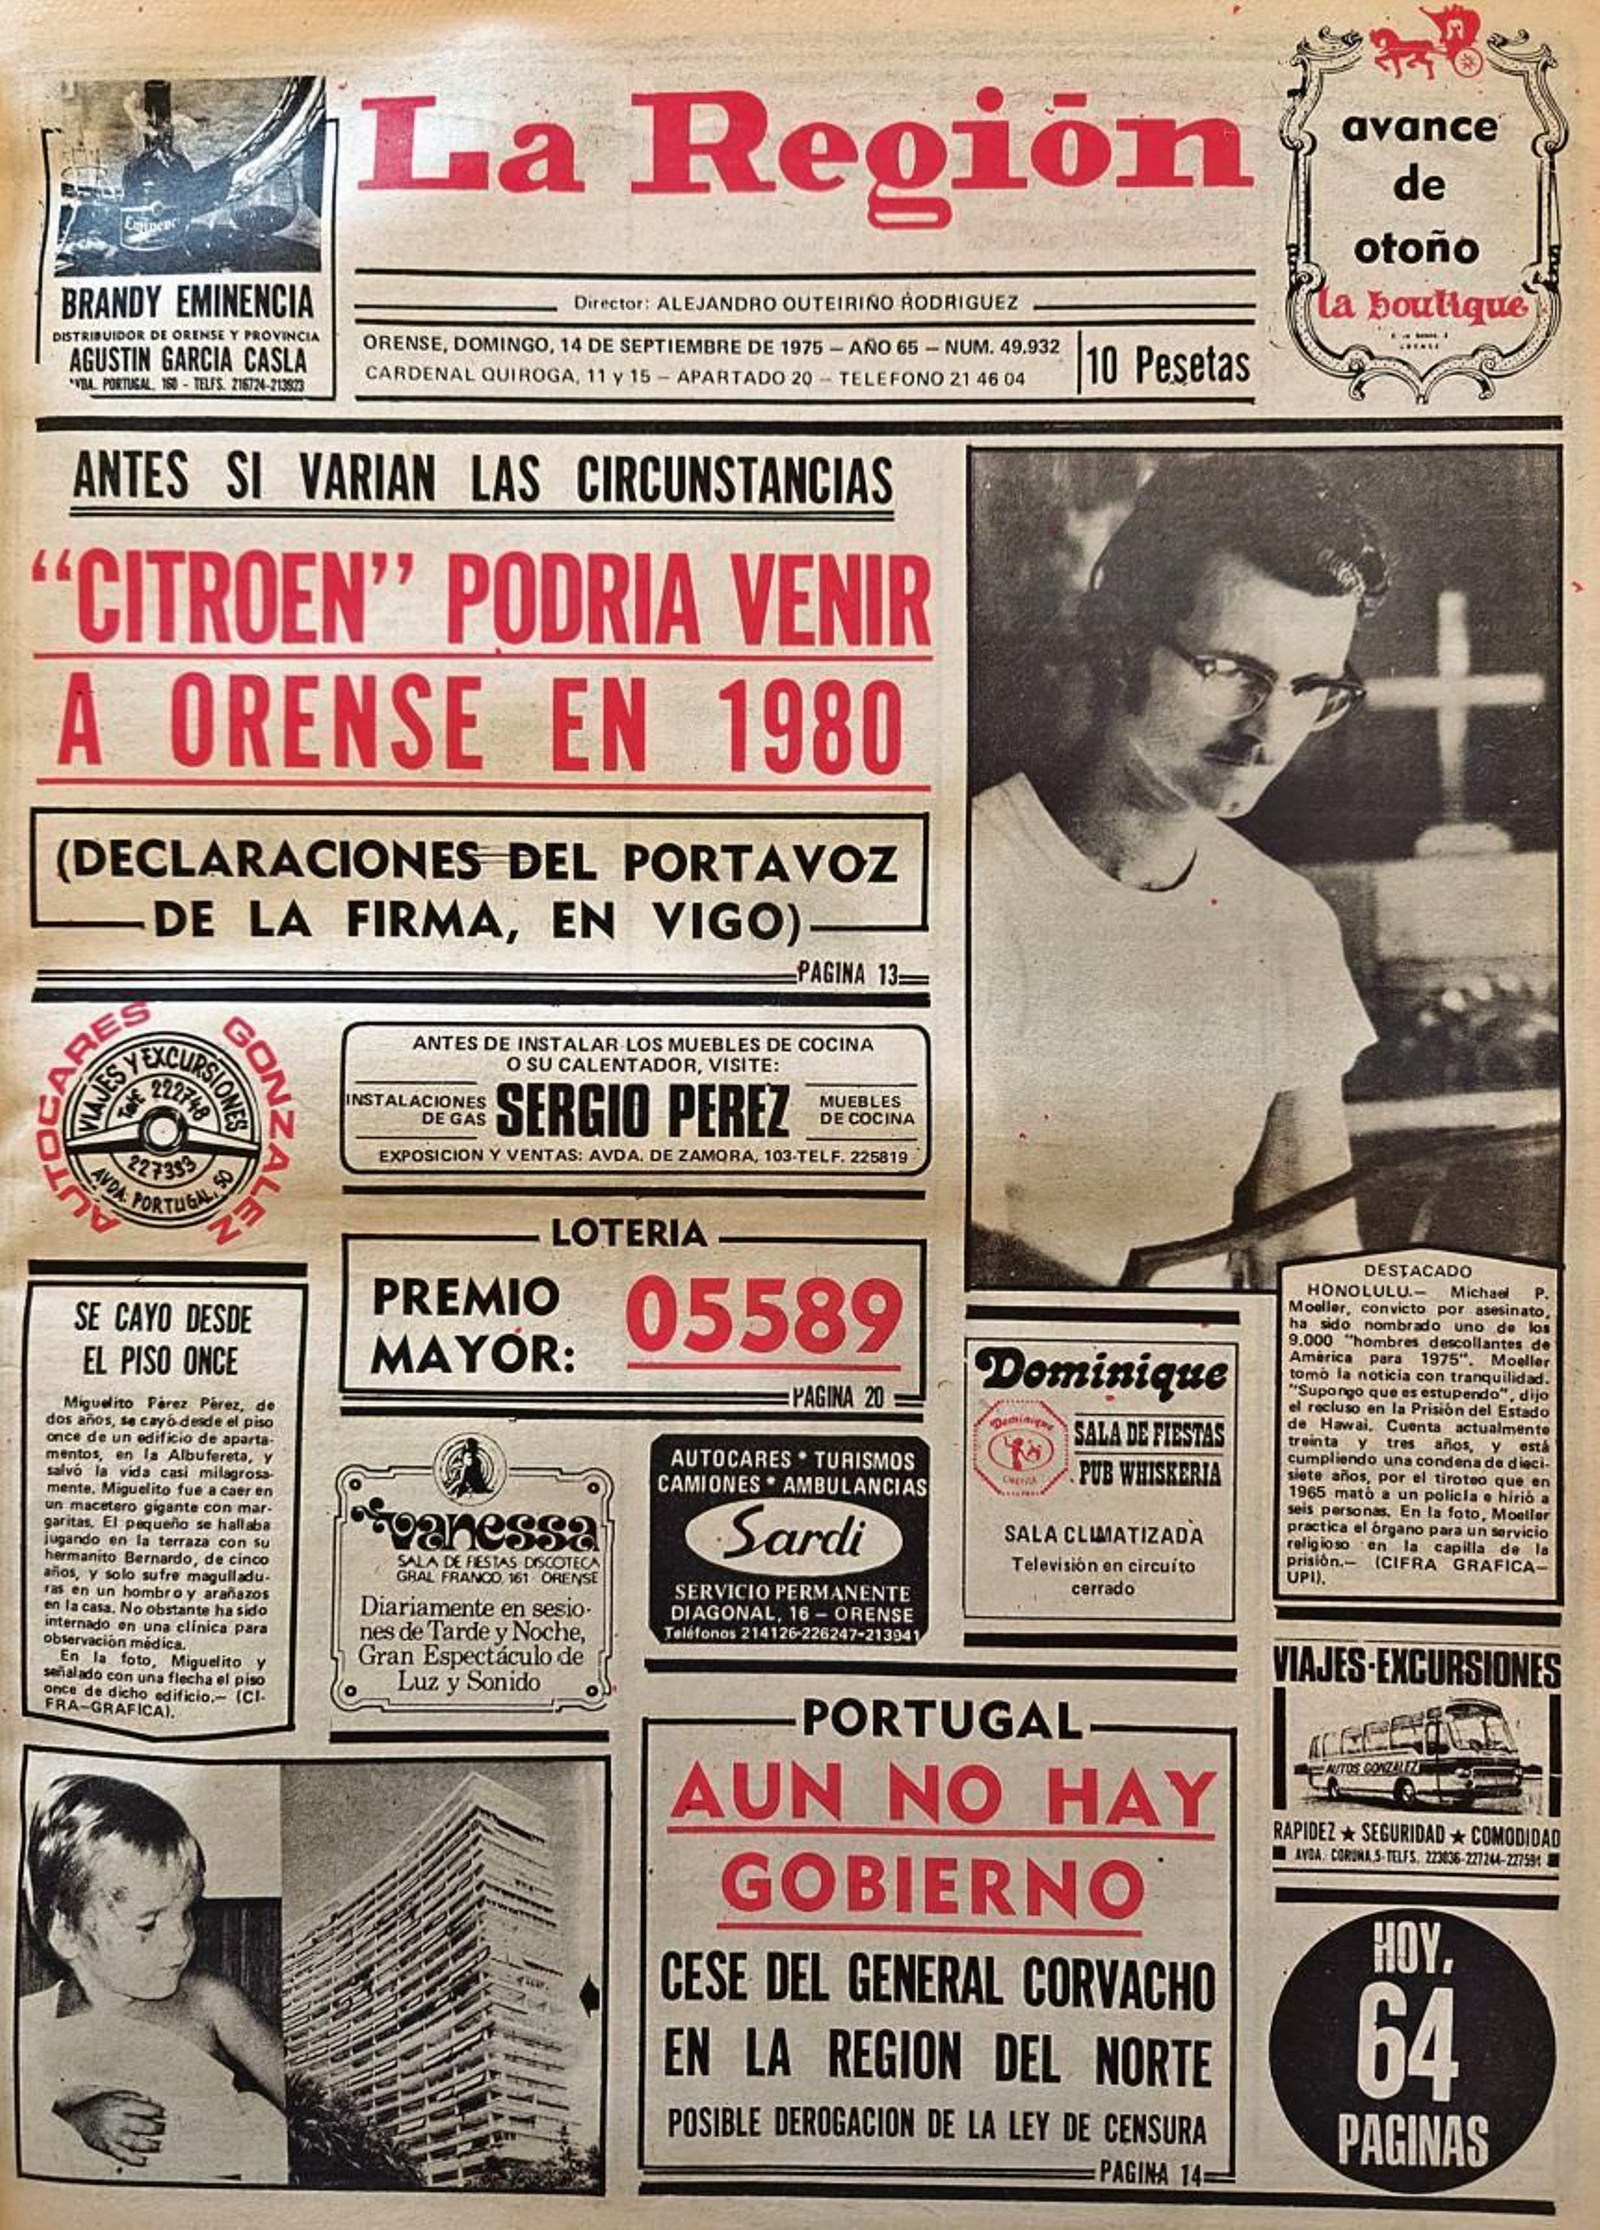 La Región
Eminencia
BRANDY EMINENCIA
DISTRIBUIDOR DE ORENSE Y PROVINCIA
AGUSTIN GARCIA CASLA
AVDA. PORTUGAL, 160 - TELFS. 216724-213923
Director: ALEJANDRO OUTEIRIÑO RODRIGUEZ
ORENSE, DOMINGO, 14 DE SEPTIEMBRE DE 1975 — AÑO 65 — NUM. 49.932
CARDENAL QUIROGA, 11 y 15 — APARTADO 20 — TELEFONO 21 46 04
10 Pesetas
avance
de
otoño
la boutique
ORENSE
ANTES SI VARIAN LAS CIRCUNSTANCIAS
“CITROEN” PODRIA VENIR
A ORENSE EN 1980
(DECLARACIONES DEL PORTAVOZ
DE LA FIRMA, EN VIGO)
PAGINA 13
AUTOCARES GONZALEZ
VIAJES Y EXCURSIONES
Telf. 222748
227393
AVDA. PORTUGAL, 50
ANTES DE INSTALAR LOS MUEBLES DE COCINA
O SU CALENTADOR, VISITE:
INSTALACIONES
DE GAS
SERGIO PEREZ
MUEBLES
DE COCINA
EXPOSICION Y VENTAS: AVDA. DE ZAMORA, 103-TELF. 225819
LOTERIA
PREMIO
MAYOR:
05589
PAGINA 20
SE CAYO DESDE
EL PISO ONCE
Miguelito Pérez Pérez, de
dos años, se cayó desde el piso
once de un edificio de aparta-
mentos, en la Albufereta, y
salvó la vida casi milagrosa-
mente. Miguelito fue a caer en
un macetero gigante con mar-
garitas. El pequeño se hallaba
jugando en la terraza con su
hermanito Bernardo, de cinco
años, y solo sufre magulladu-
ras en un hombro y arañazos
en la casa. No obstante ha sido
internado en una clínica para
observación médica.
En la foto, Miguelito y
señalado con una flecha el piso
once de dicho edificio.— (CI-
FRA—GRAFICA).
Vanessa
SALA DE FIESTAS DISCOTECA
GRAL FRANCO, 161 · ORENSE
Diariamente en sesio-
nes de Tarde y Noche,
Gran Espectáculo de
Luz y Sonido
AUTOCARES * TURISMOS
CAMIONES * AMBULANCIAS
Sardi
SERVICIO PERMANENTE
DIAGONAL, 16 — ORENSE
Teléfonos 214126-226247-213941
Dominique
Dominique
ORENSE
SALA DE FIESTAS
PUB WHISKERIA
SALA CLIMATIZADA
Televisión en circuíto
cerrado
DESTACADO
HONOLULU.— Michael P.
Moeller, convicto por asesinato,
ha sido nombrado uno de los
9.000 "hombres descollantes de
América para 1975". Moeller
tomó la noticia con tranquilidad.
"Supongo que es estupendo", dijo
el recluso en la Prisión del Estado
de Hawai. Cuenta actualmente
treinta y tres años, y está
cumpliendo una condena de dieci-
siete años, por el tiroteo que en
1965 mató a un policía e hirió a
seis personas. En la foto, Moeller
practica el órgano para un servicio
religioso en la capilla de la
prisión.— (CIFRA GRAFICA—
UPI).
VIAJES-EXCURSIONES
AUTOS GONZALEZ
RAPIDEZ ★ SEGURIDAD ★ COMODIDAD
AVDA. CORUÑA, 5-TELFS. 223036-227244-227591
PORTUGAL
AUN NO HAY
GOBIERNO
CESE DEL GENERAL CORVACHO
EN LA REGION DEL NORTE
POSIBLE DEROGACION DE LA LEY DE CENSURA
PAGINA 14
HOY,
64
PAGINAS